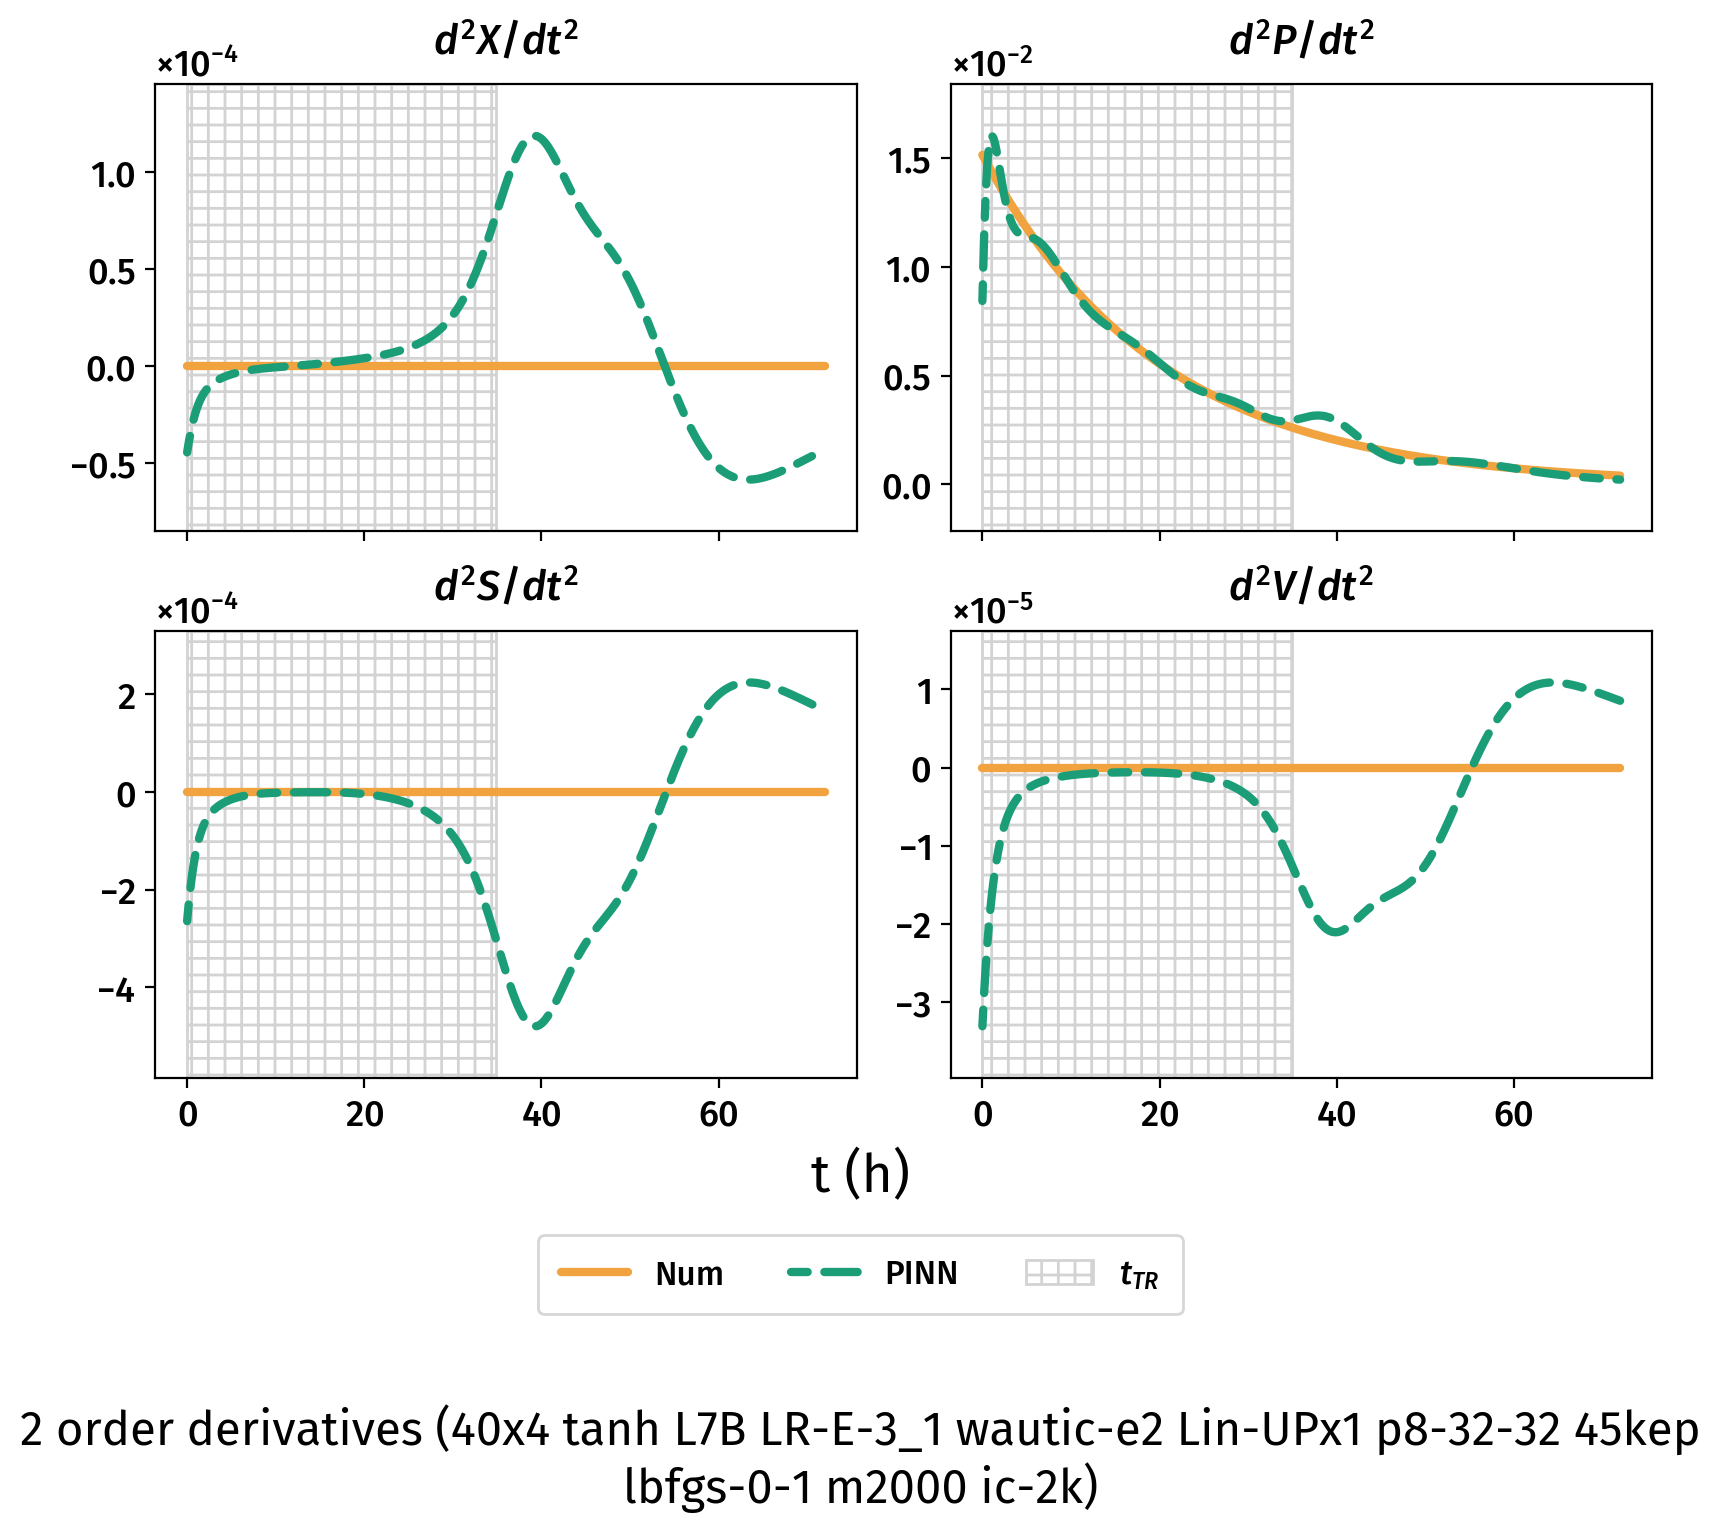 d²X/dt²
×10⁻⁴
1.0
0.5
0.0
−0.5
d²P/dt²
×10⁻²
1.5
1.0
0.5
0.0
d²S/dt²
×10⁻⁴
2
0
−2
−4
0 20 40 60
d²V/dt²
×10⁻⁵
1
0
−1
−2
−3
0 20 40 60
t (h)
Num PINN t_TR
2 order derivatives (40x4 tanh L7B LR-E-3_1 wautic-e2 Lin-UPx1 p8-32-32 45kep
lbfgs-0-1 m2000 ic-2k)